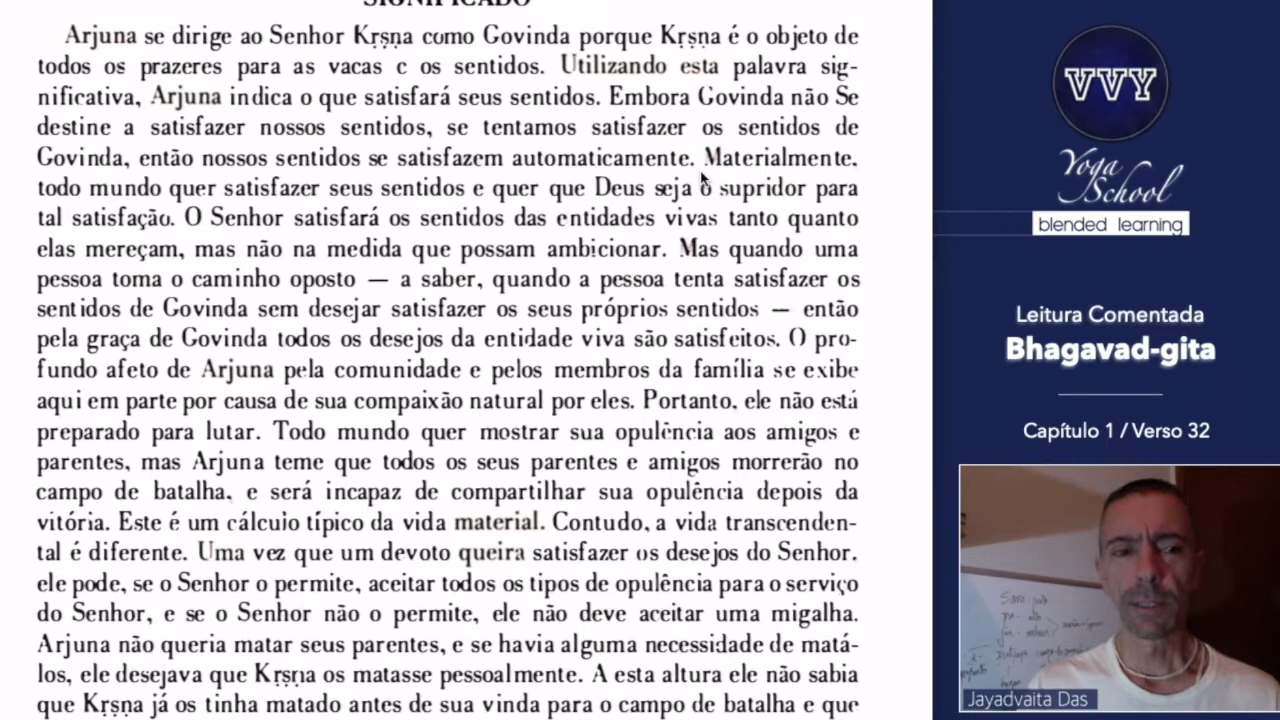 SIGNIFICADO
Arjuna se dirige ao Senhor Kṛṣṇa como Govinda porque Kṛṣṇa é o objeto de
todos os prazeres para as vacas e os sentidos. Utilizando esta palavra sig-
nificativa, Arjuna indica o que satisfará seus sentidos. Embora Govinda não Se
destine a satisfazer nossos sentidos, se tentamos satisfazer os sentidos de
Govinda, então nossos sentidos se satisfazem automaticamente. Materialmente,
todo mundo quer satisfazer seus sentidos e quer que Deus seja o supridor para
tal satisfação. O Senhor satisfará os sentidos das entidades vivas tanto quanto
elas mereçam, mas não na medida que possam ambicionar. Mas quando uma
pessoa toma o caminho oposto — a saber, quando a pessoa tenta satisfazer os
sentidos de Govinda sem desejar satisfazer os seus próprios sentidos — então
pela graça de Govinda todos os desejos da entidade viva são satisfeitos. O pro-
fundo afeto de Arjuna pela comunidade e pelos membros da família se exibe
aqui em parte por causa de sua compaixão natural por eles. Portanto, ele não está
preparado para lutar. Todo mundo quer mostrar sua opulência aos amigos e
parentes, mas Arjuna teme que todos os seus parentes e amigos morrerão no
campo de batalha, e será incapaz de compartilhar sua opulência depois da
vitória. Este é um cálculo típico da vida material. Contudo, a vida transcenden-
tal é diferente. Uma vez que um devoto queira satisfazer os desejos do Senhor,
ele pode, se o Senhor o permite, aceitar todos os tipos de opulência para o serviço
do Senhor, e se o Senhor não o permite, ele não deve aceitar uma migalha.
Arjuna não queria matar seus parentes, e se havia alguma necessidade de matá-
los, ele desejava que Kṛṣṇa os matasse pessoalmente. A esta altura ele não sabia
que Kṛṣṇa já os tinha matado antes de sua vinda para o campo de batalha e que
VVY
Yoga
School
blended learning
Leitura Comentada
Bhagavad-gita
Capítulo 1 / Verso 32
Jayadvaita Das